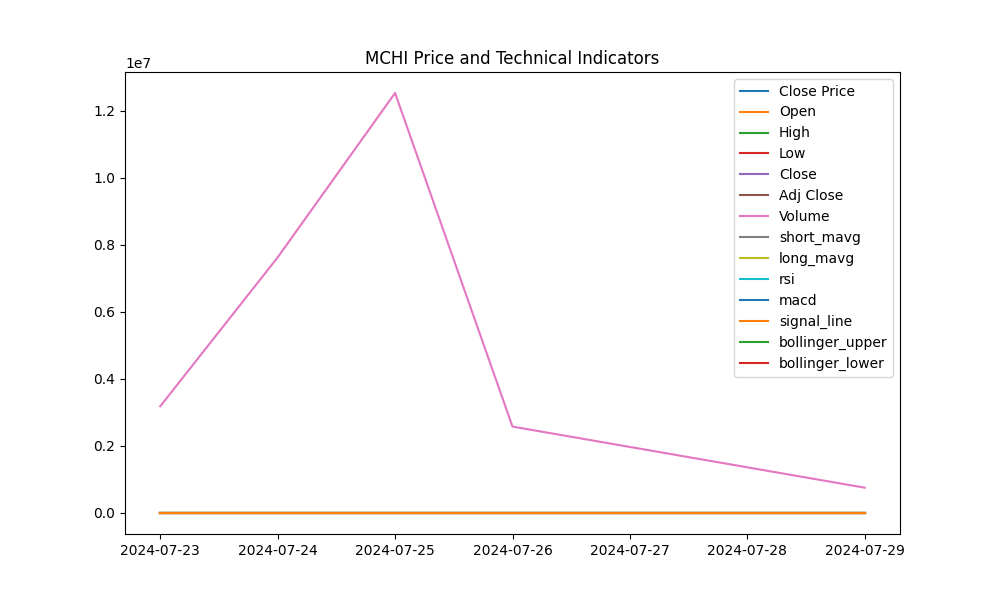 MCHI Price and Technical Indicators
1e7
1.2
1.0
0.8
0.6
0.4
0.2
0.0
2024-07-23
2024-07-24
2024-07-25
2024-07-26
2024-07-27
2024-07-28
2024-07-29
Close Price
Open
High
Low
Close
Adj Close
Volume
short_mavg
long_mavg
rsi
macd
signal_line
bollinger_upper
bollinger_lower